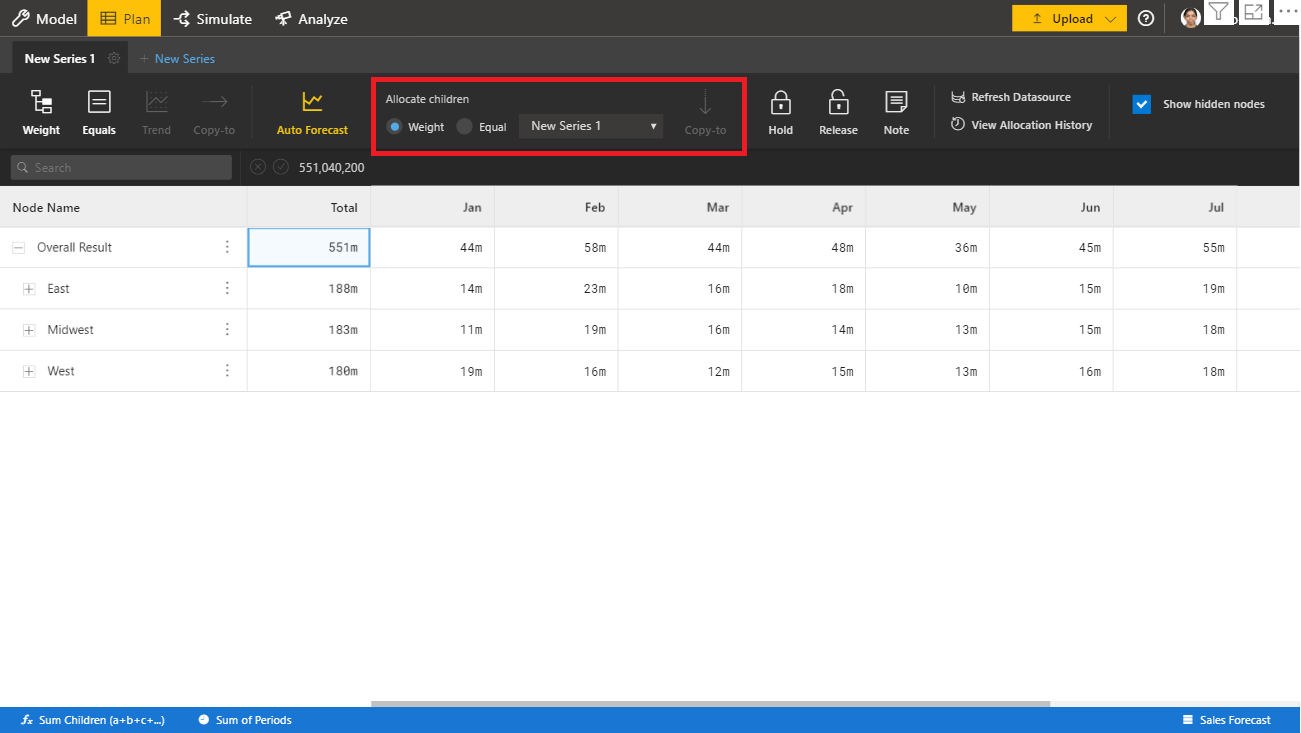 Model Plan Simulate Analyze Upload
New Series 1 + New Series
Allocate children
Weight Equals Trend Copy-to Auto Forecast Weight Equal New Series 1 Copy-to Hold Release Note
Refresh Datasource
View Allocation History
Show hidden nodes
Search 551,040,200
Node Name Total Jan Feb Mar Apr May Jun Jul
Overall Result 551m 44m 58m 44m 48m 36m 45m 55m
East 188m 14m 23m 16m 18m 10m 15m 19m
Midwest 183m 11m 19m 16m 14m 13m 15m 18m
West 180m 19m 16m 12m 15m 13m 16m 18m
fx Sum Children (a+b+c+...) Sum of Periods Sales Forecast